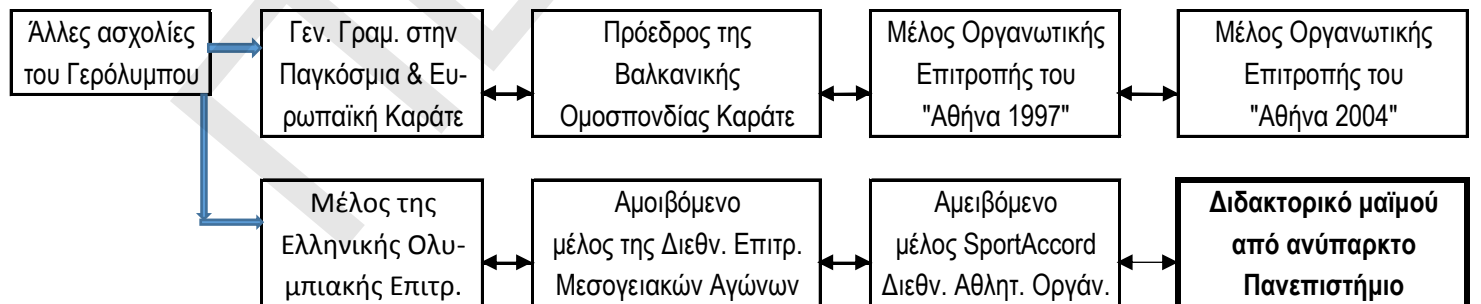 Άλλες ασχολίες
του Γερόλυμπου
Γεν. Γραμ. στην
Παγκόσμια & Ευ-
ρωπαϊκή Καράτε
Πρόεδρος της
Βαλκανικής
Ομοσπονδίας Καράτε
Μέλος Οργανωτικής
Επιτροπής του
"Αθήνα 1997"
Μέλος Οργανωτικής
Επιτροπής του
"Αθήνα 2004"
Μέλος της
Ελληνικής Ολυ-
μπιακής Επιτρ.
Αμοιβόμενο
μέλος της Διεθν. Επιτρ.
Μεσογειακών Αγώνων
Αμειβόμενο
μέλος SportAccord
Διεθν. Αθλητ. Οργάν.
Διδακτορικό μαϊμού
από ανύπαρκτο
Πανεπιστήμιο